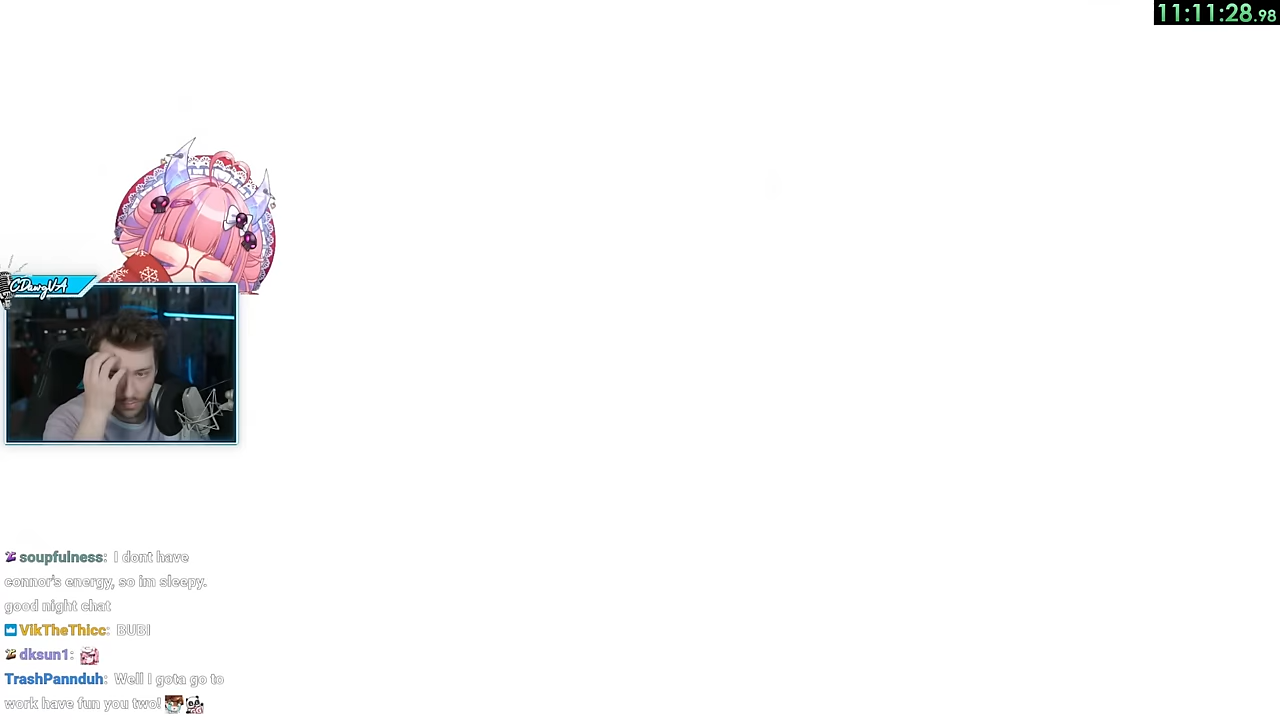 11:11:28.98
CDawgVA
soupfulness: I dont have
connor's energy, so im sleepy.
good night chat
VikTheThicc: BUBI
dksun1:
TrashPannduh: Well I gota go to
work have fun you two!